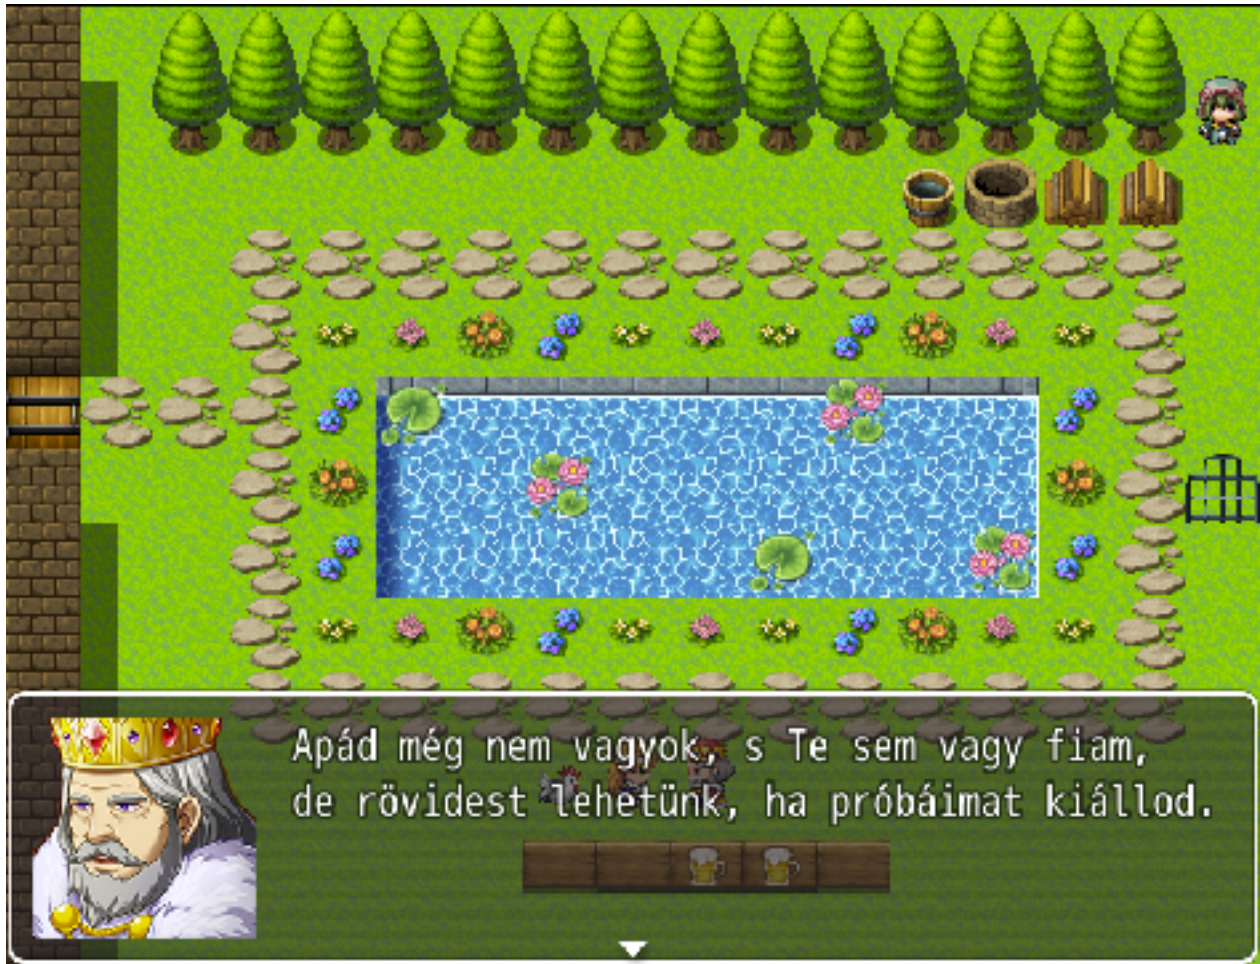 Apád még nem vagyok, s Te sem vagy fiam,
de rövidest lehetünk, ha próbáimat kiállod.